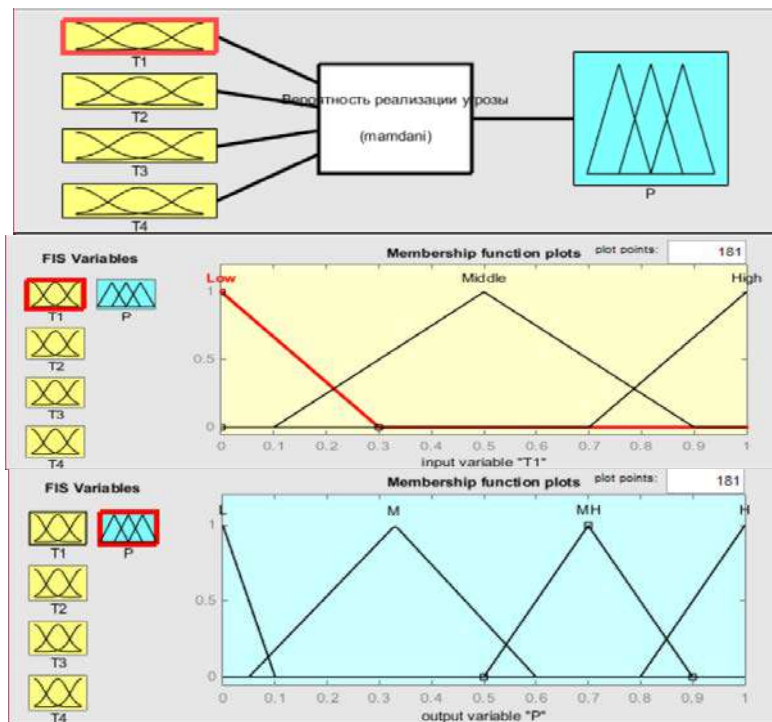 T1
T2
T3
T4
Вероятность реализации угрозы
(mamdani)
P
FIS Variables
T1
P
T2
T3
T4
Membership function plots
plot points:
181
Low
Middle
High
1
0.5
0
0 0.1 0.2 0.3 0.4 0.5 0.6 0.7 0.8 0.9 1
input variable "T1"
FIS Variables
T1
P
T2
T3
T4
Membership function plots
plot points:
181
L
M
MH
H
1
0.5
0
0 0.1 0.2 0.3 0.4 0.5 0.6 0.7 0.8 0.9 1
output variable "P"